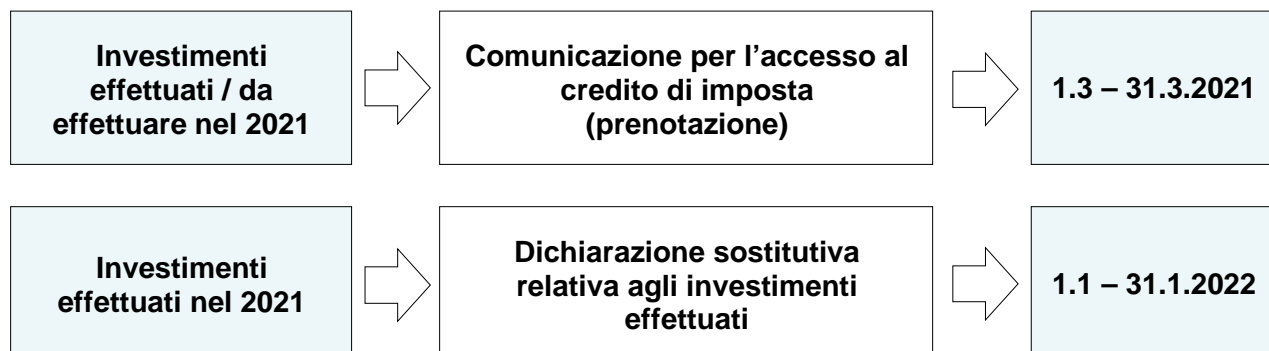 Investimenti
effettuati / da
effettuare nel 2021
Comunicazione per l’accesso al
credito di imposta
(prenotazione)
1.3 – 31.3.2021
Investimenti
effettuati nel 2021
Dichiarazione sostitutiva
relativa agli investimenti
effettuati
1.1 – 31.1.2022